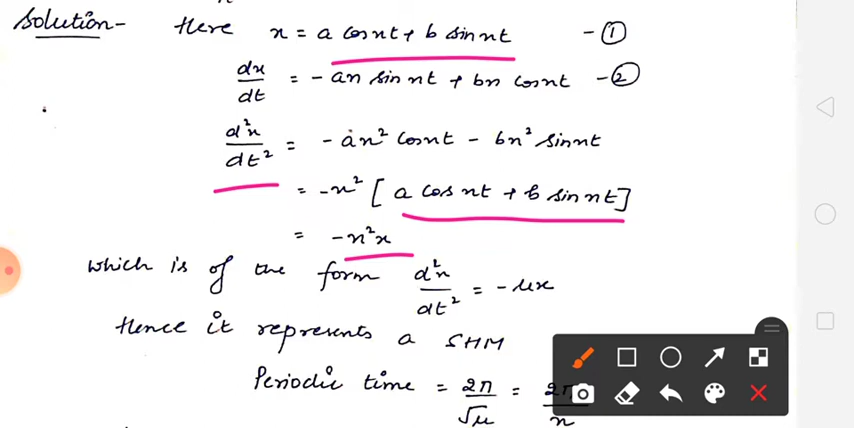 Solution- Here x = a cos nt + b sin nt - ①
dx/dt = - an sin nt + bn cos nt - ②
d²x/dt² = - an² cos nt - bn² sin nt
= -n² [ a cos nt + b sin nt ]
= -n²x
which is of the form d²x/dt² = - μx
Hence it represents a SHM
Periodic time = 2π/√μ = 2π/n